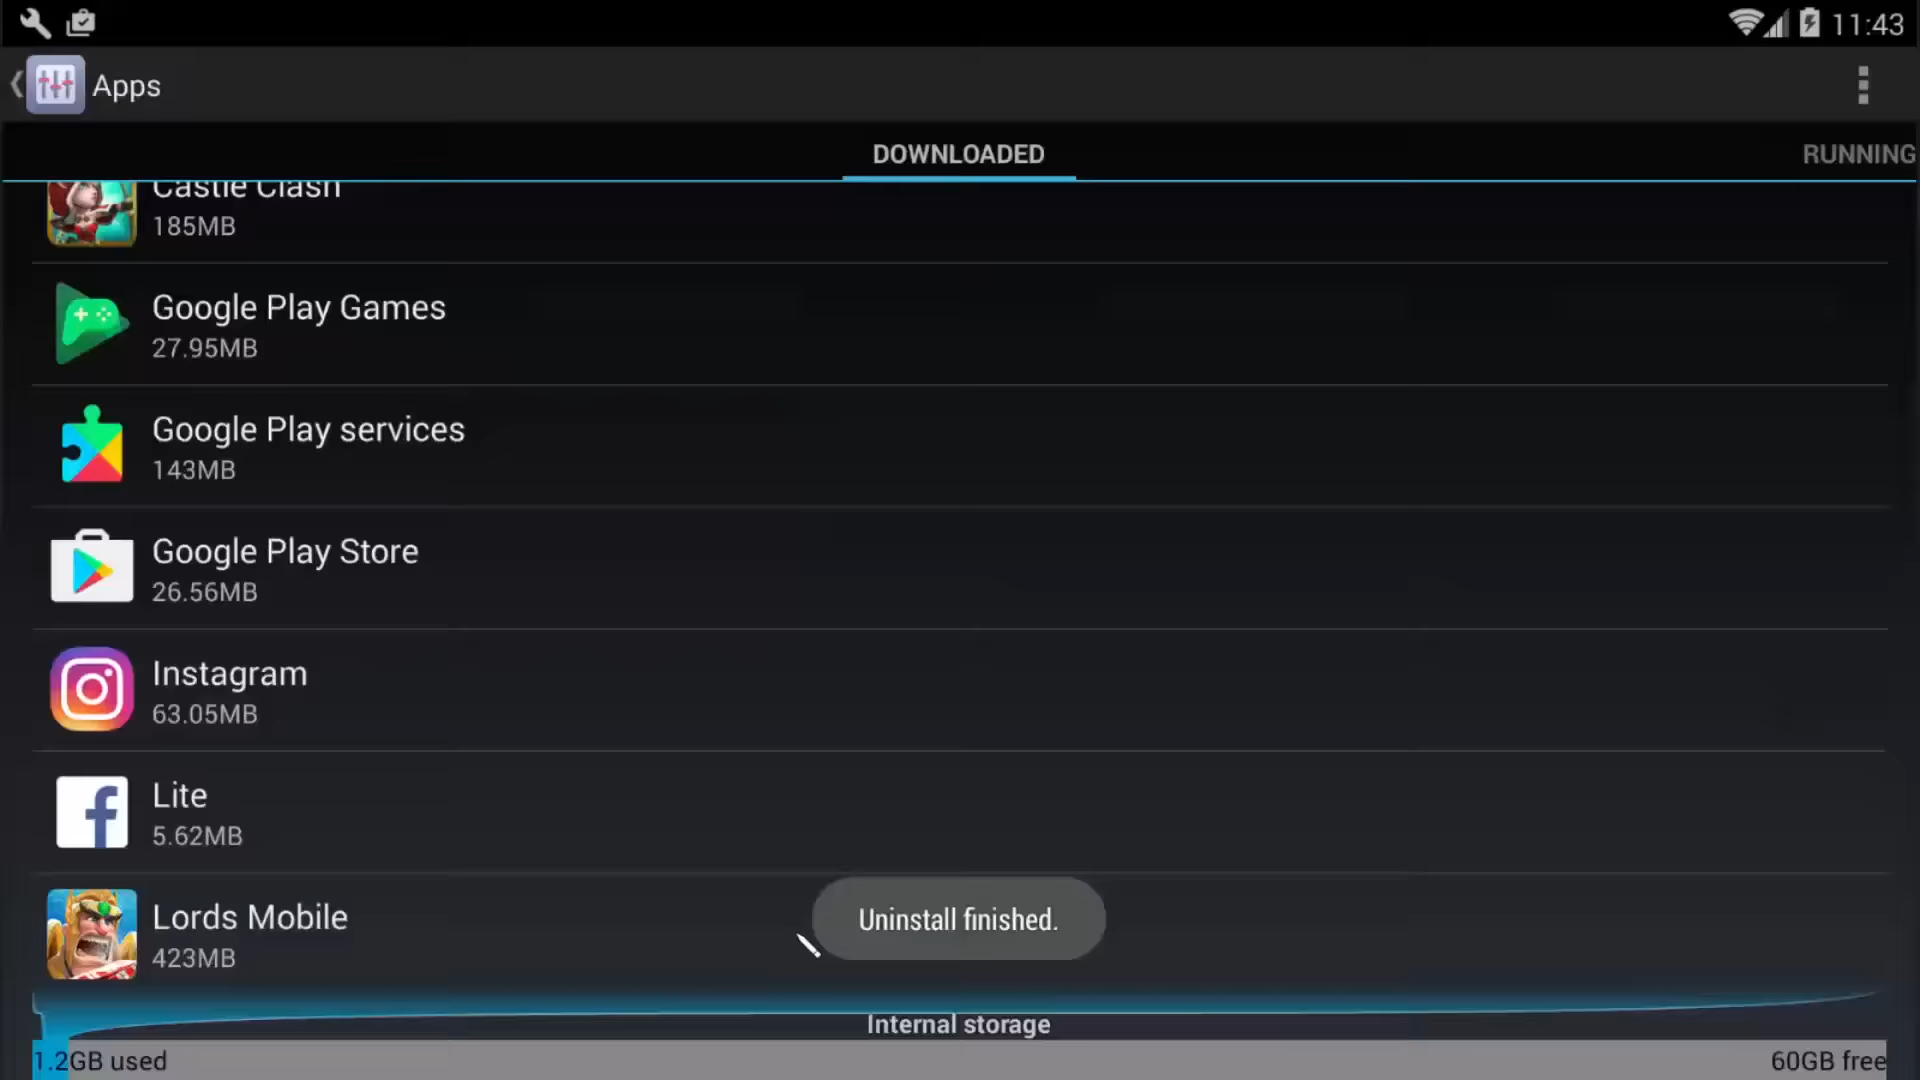 11:43
Apps
DOWNLOADED
RUNNING
Castle Clash
185MB
Google Play Games
27.95MB
Google Play services
143MB
Google Play Store
26.56MB
Instagram
63.05MB
Lite
5.62MB
Lords Mobile
423MB
Uninstall finished.
Internal storage
1.2GB used
60GB free